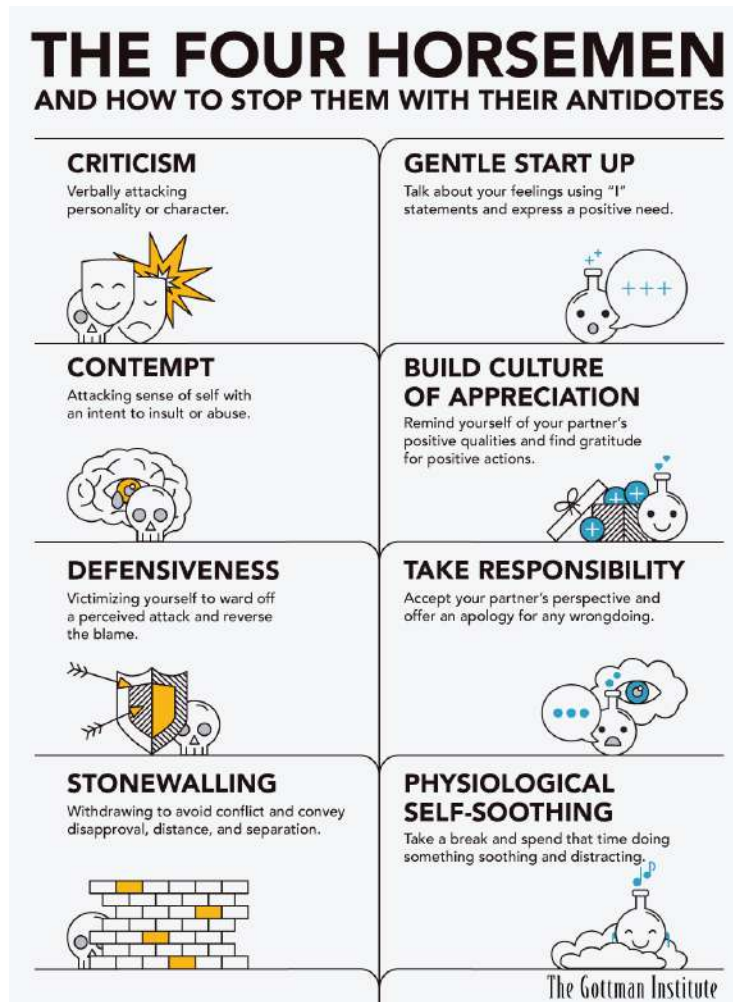 THE FOUR HORSEMEN
AND HOW TO STOP THEM WITH THEIR ANTIDOTES
CRITICISM
Verbally attacking
personality or character.
GENTLE START UP
Talk about your feelings using "I"
statements and express a positive need.
CONTEMPT
Attacking sense of self with
an intent to insult or abuse.
BUILD CULTURE
OF APPRECIATION
Remind yourself of your partner's
positive qualities and find gratitude
for positive actions.
DEFENSIVENESS
Victimizing yourself to ward off
a perceived attack and reverse
the blame.
TAKE RESPONSIBILITY
Accept your partner's perspective and
offer an apology for any wrongdoing.
STONEWALLING
Withdrawing to avoid conflict and convey
disapproval, distance, and separation.
PHYSIOLOGICAL
SELF-SOOTHING
Take a break and spend that time doing
something soothing and distracting.
The Gottman Institute